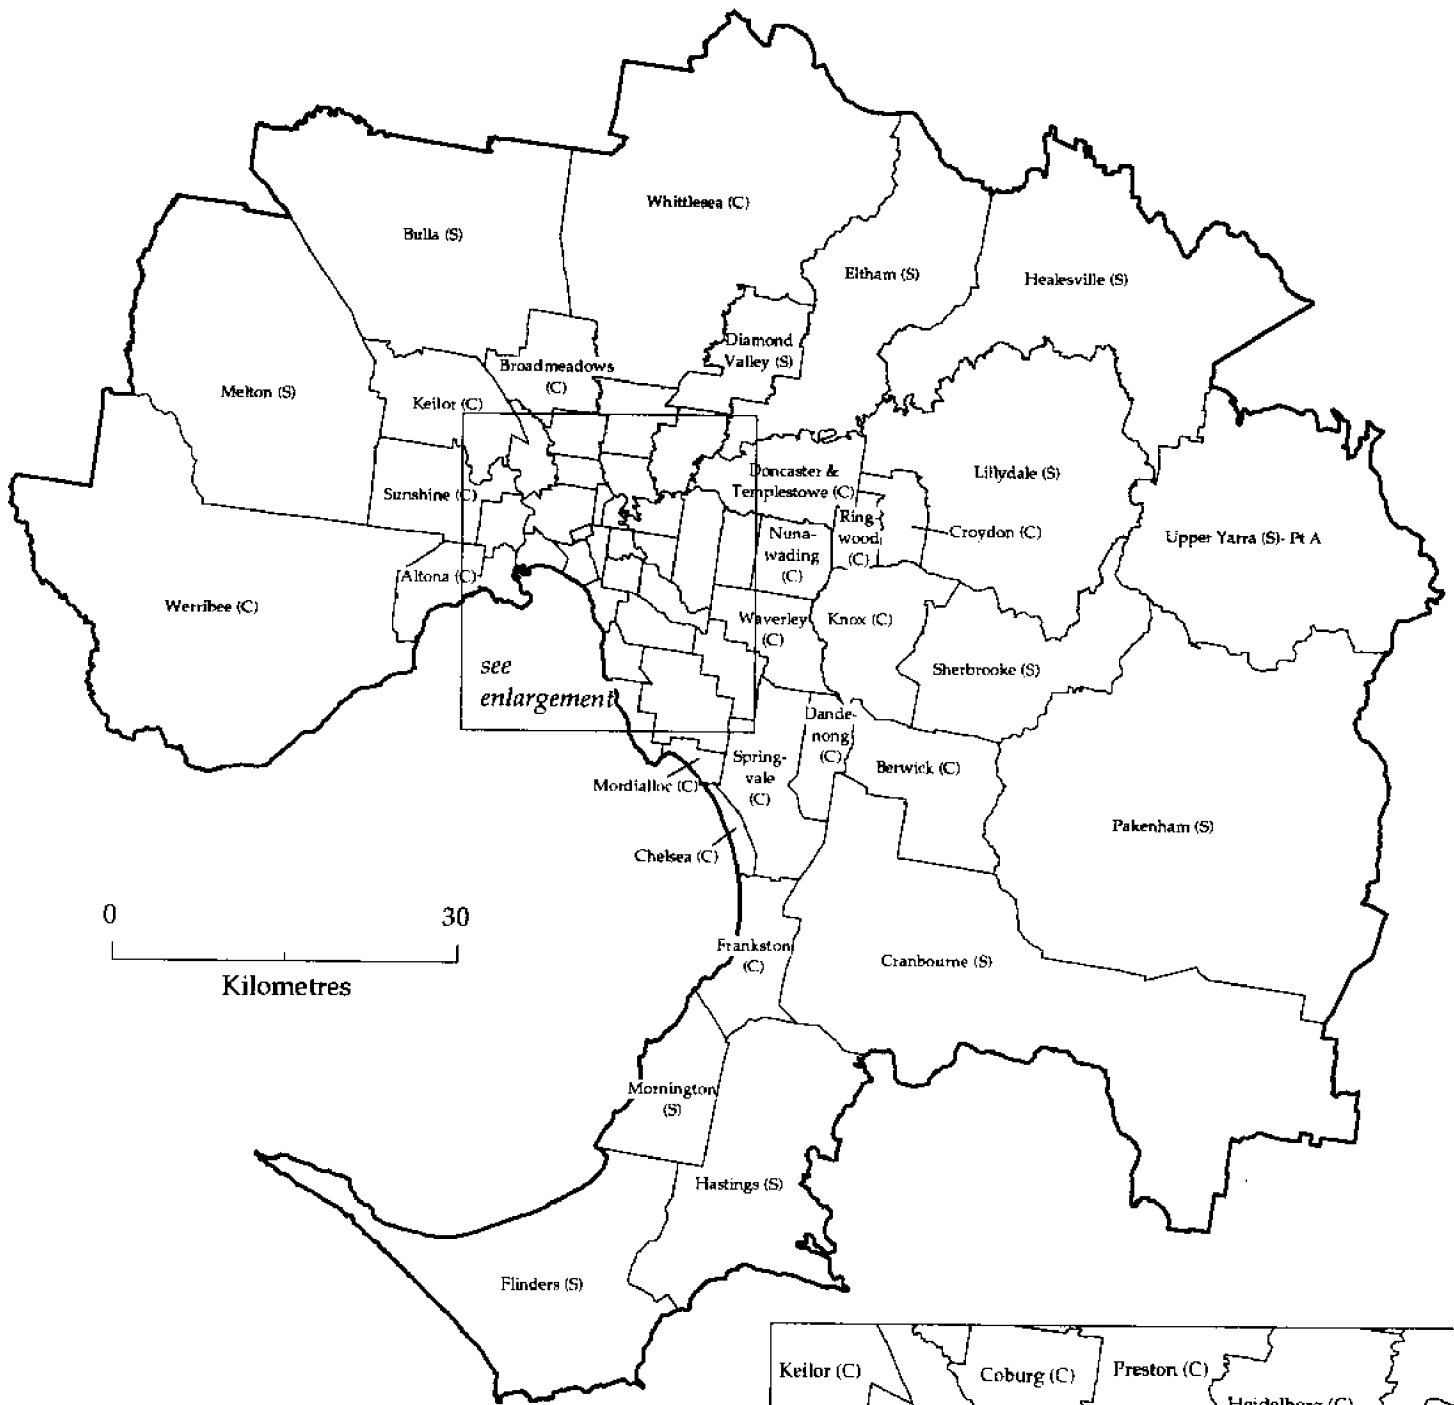 Whittlesea (C)
Bulla (S)
Eltham (S)
Healesville (S)
Diamond
Valley (S)
Broadmeadows
(C)
Melton (S)
Keilor (C)
Doncaster &
Templestowe (C)
Lillydale (S)
Sunshine (C)
Ring-
wood
(C)
Croydon (C)
Nuna-
wading
(C)
Upper Yarra (S)- Pt A
Altona (C)
Werribee (C)
Waverley
(C)
Knox (C)
Sherbrooke (S)
see
enlargement
Dande-
nong
(C)
Spring-
vale
(C)
Berwick (C)
Mordialloc (C)
Pakenham (S)
Chelsea (C)
0 30
Kilometres
Frankston
(C)
Cranbourne (S)
Mornington
(S)
Hastings (S)
Flinders (S)
Keilor (C)
Coburg (C)
Preston (C)
Heidelberg (C)